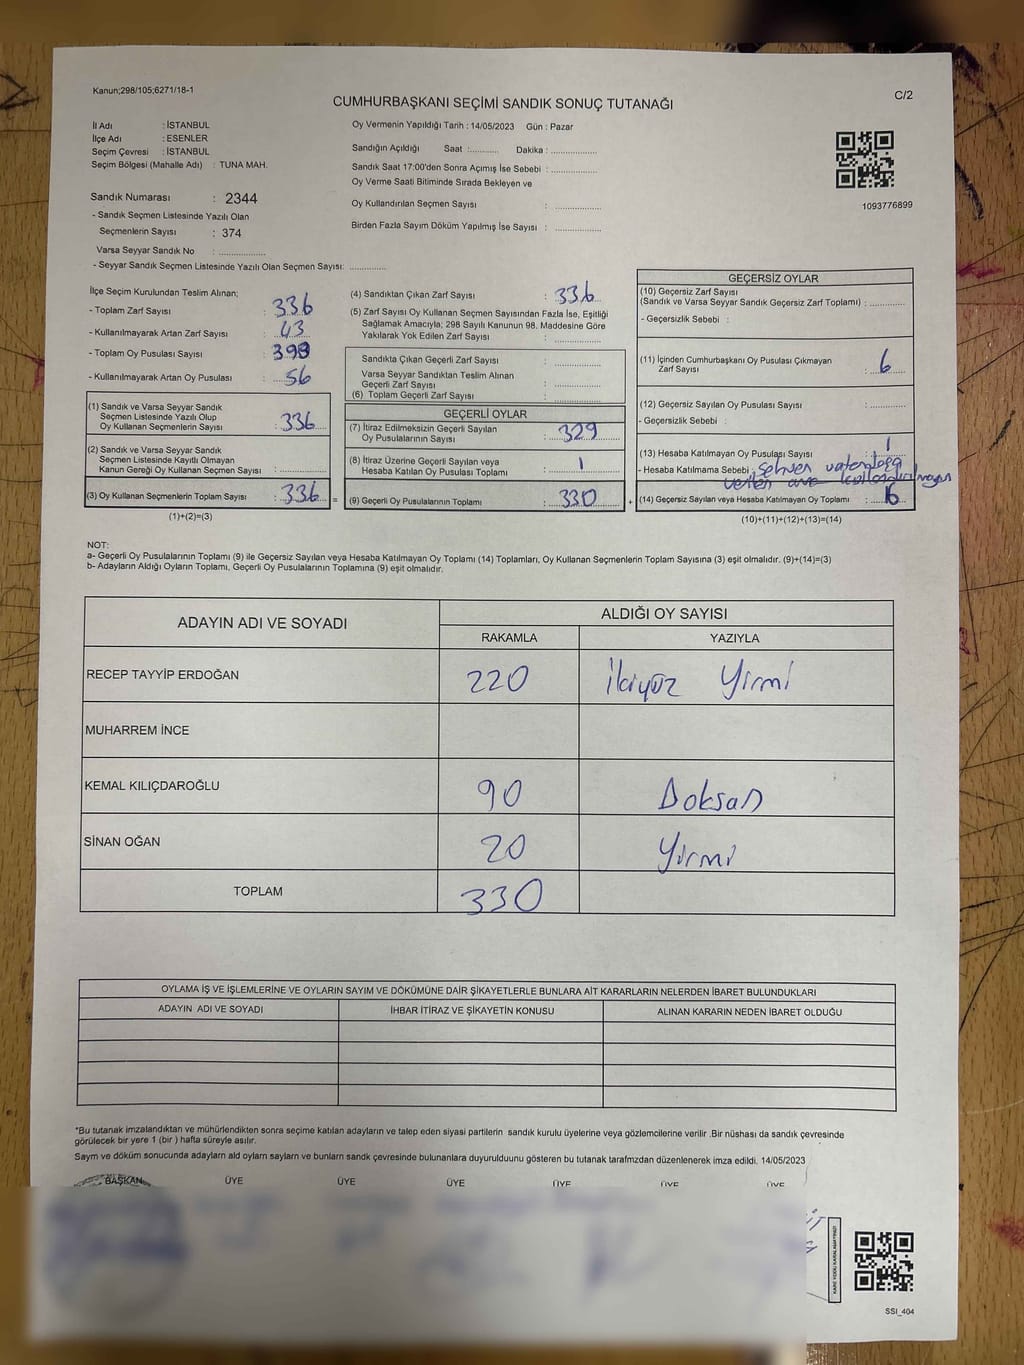 Kanun;298/105;6271/18-1
CUMHURBAŞKANI SEÇİMİ SANDIK SONUÇ TUTANAĞI
C/2
İl Adı : İSTANBUL
İlçe Adı : ESENLER
Seçim Çevresi : İSTANBUL
Seçim Bölgesi (Mahalle Adı) : TUNA MAH.
Sandık Numarası : 2344
- Sandık Seçmen Listesinde Yazılı Olan
Seçmenlerin Sayısı : 374
Varsa Seyyar Sandık No : ................
- Seyyar Sandık Seçmen Listesinde Yazılı Olan Seçmen Sayısı: .............
Oy Vermenin Yapıldığı Tarih : 14/05/2023 Gün : Pazar
Sandığın Açıldığı Saat :.......... Dakika : ................
Sandık Saat 17:00'den Sonra Açımış İse Sebebi : ................
Oy Verme Saati Bitiminde Sırada Bekleyen ve
Oy Kullandırılan Seçmen Sayısı : ................
Birden Fazla Sayım Döküm Yapılmış İse Sayısı : ................
1093776899
İlçe Seçim Kurulundan Teslim Alınan;
- Toplam Zarf Sayısı : 336
- Kullanılmayarak Artan Zarf Sayısı : 43
- Toplam Oy Pusulası Sayısı :
- Kullanılmayarak Artan Oy Pusulası : 56
(1) Sandık ve Varsa Seyyar Sandık
Seçmen Listesinde Yazılı Olup
Oy Kullanan Seçmenlerin Sayısı : 336
(2) Sandık ve Varsa Seyyar Sandık
Seçmen Listesinde Kayıtlı Olmayan
Kanun Gereği Oy Kullanan Seçmen Sayısı : ................
(3) Oy Kullanan Seçmenlerin Toplam Sayısı : 336 =
(1)+(2)=(3)
(4) Sandıktan Çıkan Zarf Sayısı : 336
(5) Zarf Sayısı Oy Kullanan Seçmen Sayısından Fazla İse, Eşitliği
Sağlamak Amacıyla; 298 Sayılı Kanunun 98. Maddesine Göre
Yakılarak Yok Edilen Zarf Sayısı : ................
Sandıkta Çıkan Geçerli Zarf Sayısı : ................
Varsa Seyyar Sandıktan Teslim Alınan
Geçerli Zarf Sayısı : ................
(6) Toplam Geçerli Zarf Sayısı : ................
GEÇERLİ OYLAR
(7) İtiraz Edilmeksizin Geçerli Sayılan
Oy Pusulalarının Sayısı : 329
(8) İtiraz Üzerine Geçerli Sayılan veya
Hesaba Katılan Oy Pusulası Toplamı : 1
(9) Geçerli Oy Pusulalarının Toplamı : 330 +
GEÇERSİZ OYLAR
(10) Geçersiz Zarf Sayısı
(Sandık ve Varsa Seyyar Sandık Geçersiz Zarf Toplamı) : .............
- Geçersizlik Sebebi :
(11) İçinden Cumhurbaşkanı Oy Pusulası Çıkmayan
Zarf Sayısı : 6
(12) Geçersiz Sayılan Oy Pusulası Sayısı : .............
- Geçersizlik Sebebi :
(13) Hesaba Katılmayan Oy Pusulası Sayısı : 1
- Hesaba Katılmama Sebebi : Sehven
(14) Geçersiz Sayılan veya Hesaba Katılmayan Oy Toplamı : 6
(10)+(11)+(12)+(13)=(14)
NOT:
a- Geçerli Oy Pusulalarının Toplamı (9) ile Geçersiz Sayılan veya Hesaba Katılmayan Oy Toplamı (14) Toplamları, Oy Kullanan Seçmenlerin Toplam Sayısına (3) eşit olmalıdır. (9)+(14)=(3)
b- Adayların Aldığı Oyların Toplamı, Geçerli Oy Pusulalarının Toplamına (9) eşit olmalıdır.
ADAYIN ADI VE SOYADI
ALDIĞI OY SAYISI
RAKAMLA YAZIYLA
RECEP TAYYİP ERDOĞAN 220 İkiyüz Yirmi
MUHARREM İNCE
KEMAL KILIÇDAROĞLU 90 Doksan
SİNAN OĞAN 20 Yirmi
TOPLAM 330
OYLAMA İŞ VE İŞLEMLERİNE VE OYLARIN SAYIM VE DÖKÜMÜNE DAİR ŞİKAYETLERLE BUNLARA AİT KARARLARIN NELERDEN İBARET BULUNDUKLARI
ADAYIN ADI VE SOYADI İHBAR İTİRAZ VE ŞİKAYETİN KONUSU ALINAN KARARIN NEDEN İBARET OLDUĞU
*Bu tutanak imzalandıktan ve mühürlendikten sonra seçime katılan adayların ve talep eden siyasi partilerin sandık kurulu üyelerine veya gözlemcilerine verilir .Bir nüshası da sandık çevresinde
görülecek bir yere 1 (bir ) hafta süreyle asılır.
Saym ve döküm sonucunda adaylarn ald oylarn saylarn ve bunlarn sandk çevresinde bulunanlara duyurulduunu gösteren bu tutanak tarafmzdan düzenlenerek imza edildi. 14/05/2023
BAŞKAN ÜYE ÜYE ÜYE ÜYE ÜYE ÜYE
SSI_404